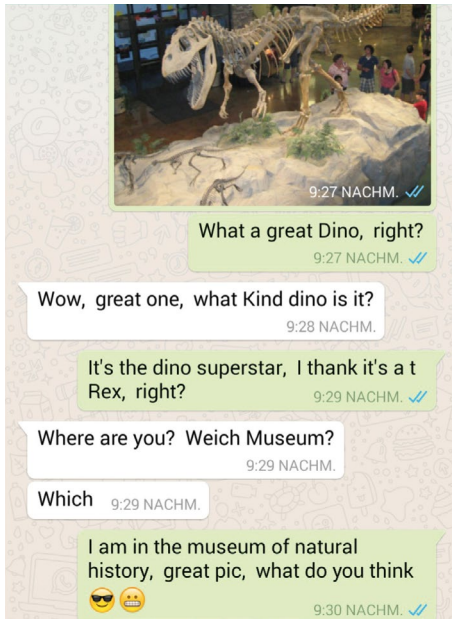 9:27 NACHM.
What a great Dino, right?
9:27 NACHM.
Wow, great one, what Kind dino is it?
9:28 NACHM.
It's the dino superstar, I thank it's a t
Rex, right?
9:29 NACHM.
Where are you? Weich Museum?
9:29 NACHM.
Which
9:29 NACHM.
I am in the museum of natural
history, great pic, what do you think
😎😬
9:30 NACHM.